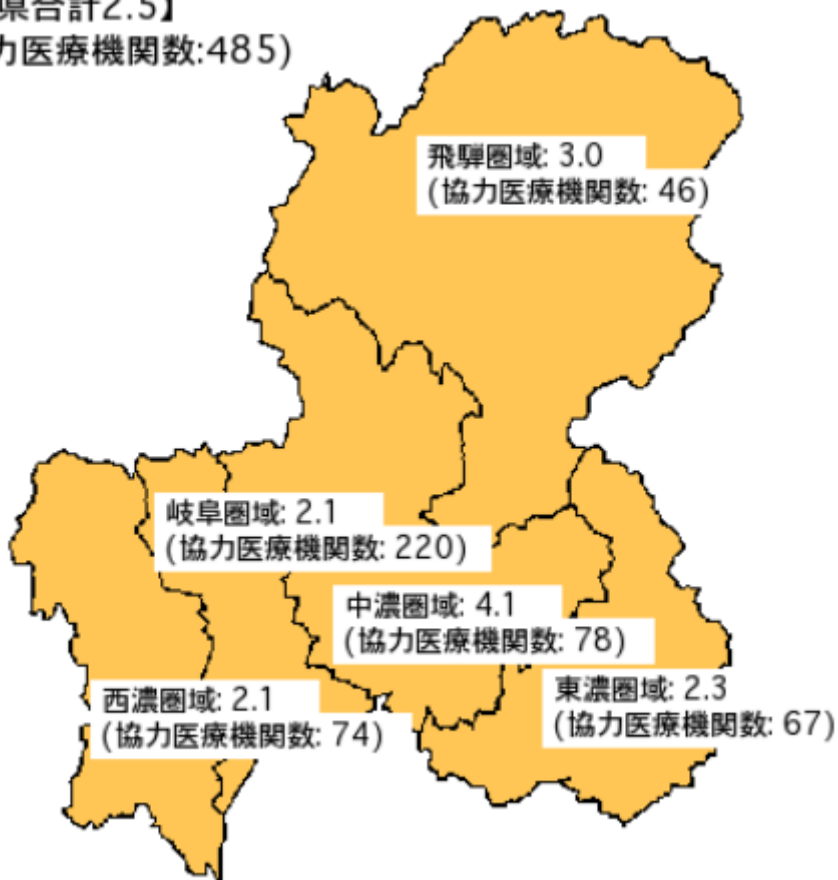 県合計2.5】
力医療機関数:485)
飛騨圏域: 3.0
(協力医療機関数: 46)
岐阜圏域: 2.1
(協力医療機関数: 220)
中濃圏域: 4.1
(協力医療機関数: 78)
西濃圏域: 2.1
(協力医療機関数: 74)
東濃圏域: 2.3
(協力医療機関数: 67)